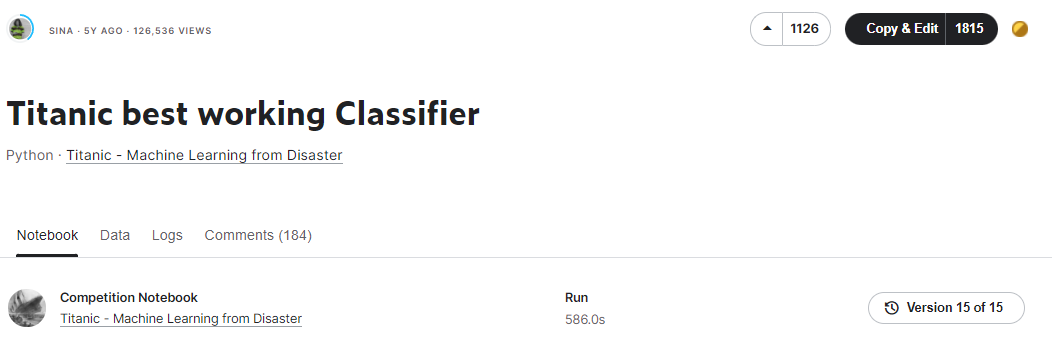 SINA · 5Y AGO · 126,536 VIEWS
1126
Copy & Edit 1815
Titanic best working Classifier
Python · Titanic - Machine Learning from Disaster
Notebook Data Logs Comments (184)
Competition Notebook
Titanic - Machine Learning from Disaster
Run
586.0s
Version 15 of 15